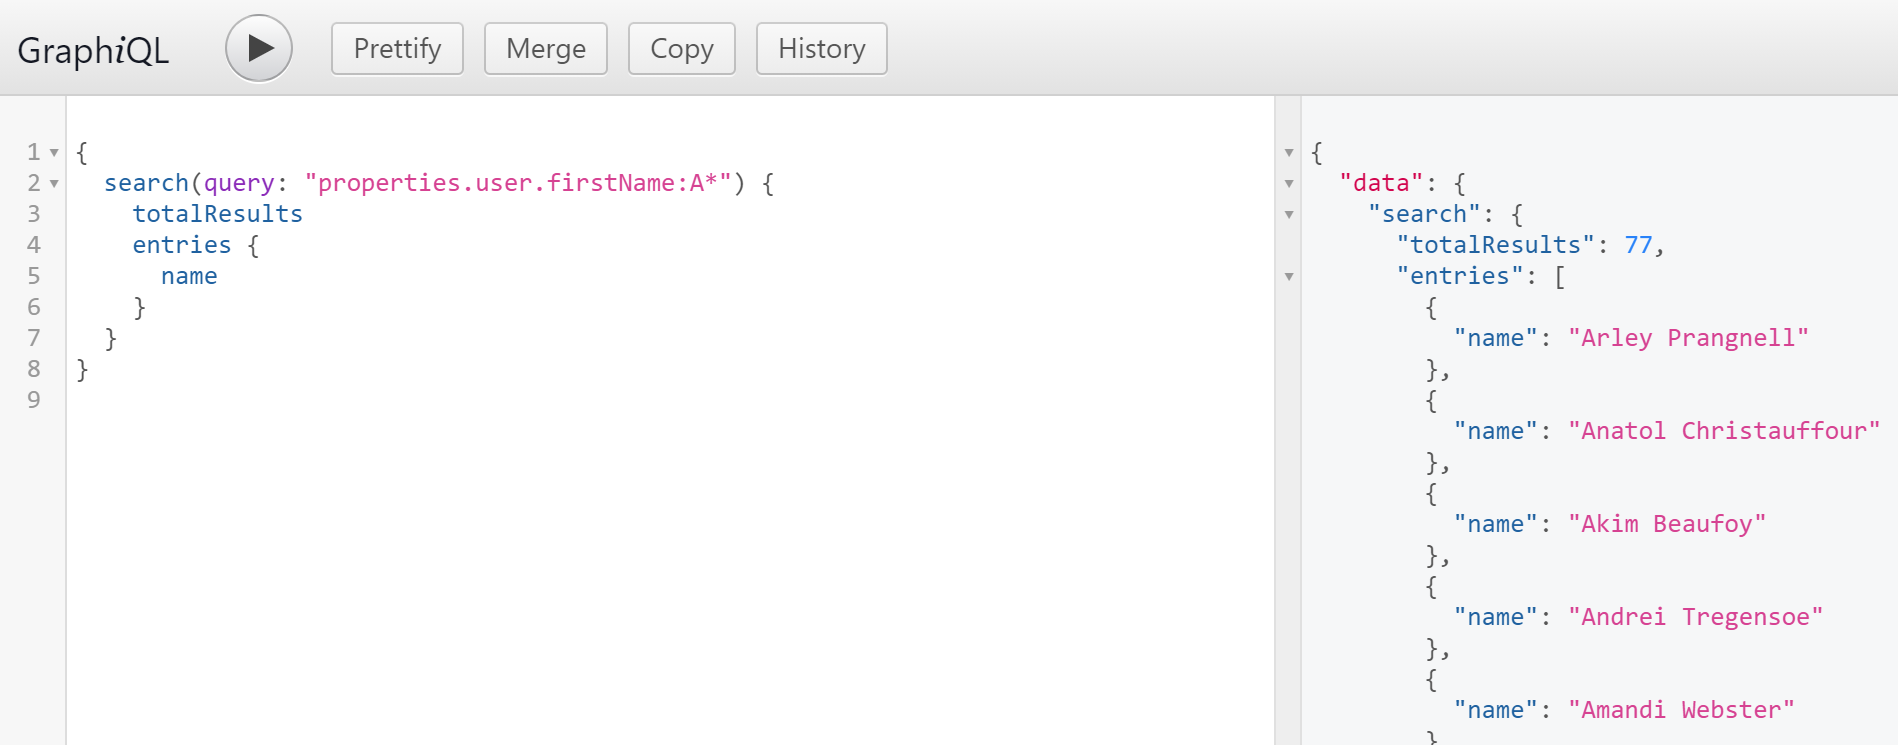 GraphiQL Prettify Merge Copy History
1 {
2 search(query: "properties.user.firstName:A*") {
3 totalResults
4 entries {
5 name
6 }
7 }
8 }
9
{
"data": {
"search": {
"totalResults": 77,
"entries": [
{
"name": "Arley Prangnell"
},
{
"name": "Anatol Christauffour"
},
{
"name": "Akim Beaufoy"
},
{
"name": "Andrei Tregensoe"
},
{
"name": "Amandi Webster"
}